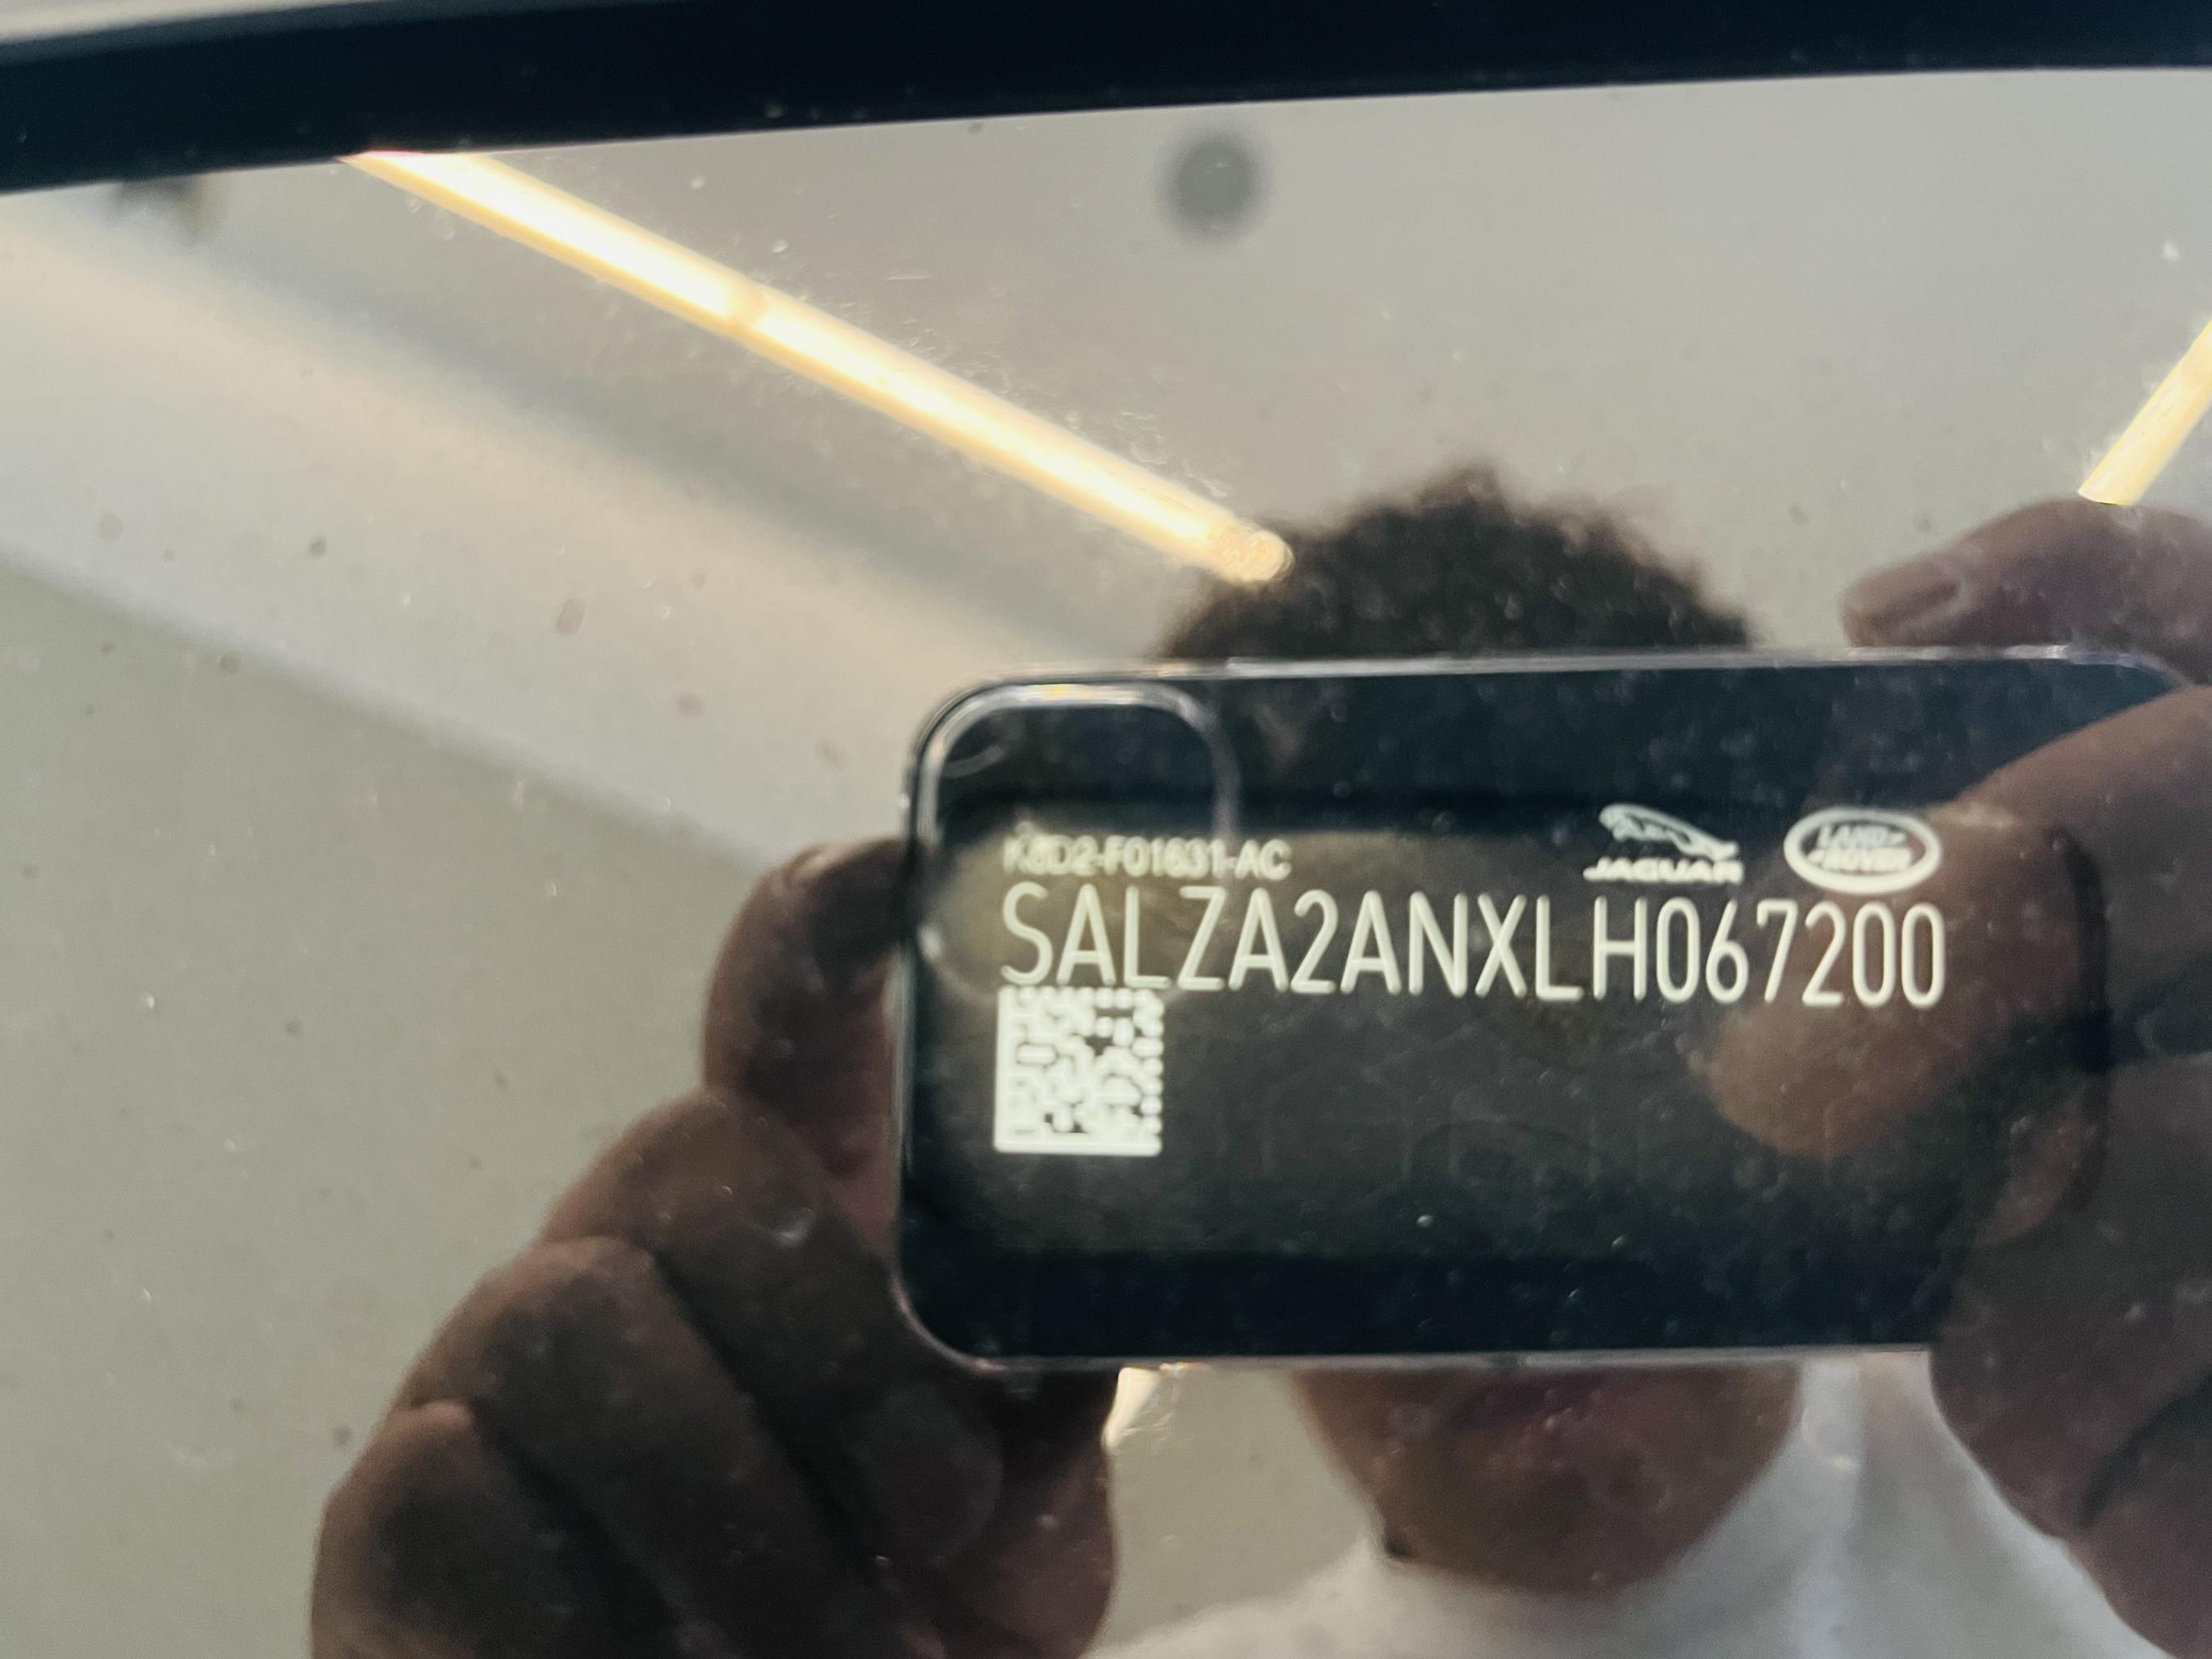 K8D2-F01631-AC
JAGUAR
LAND ROVER
SALZA2ANXLH067200